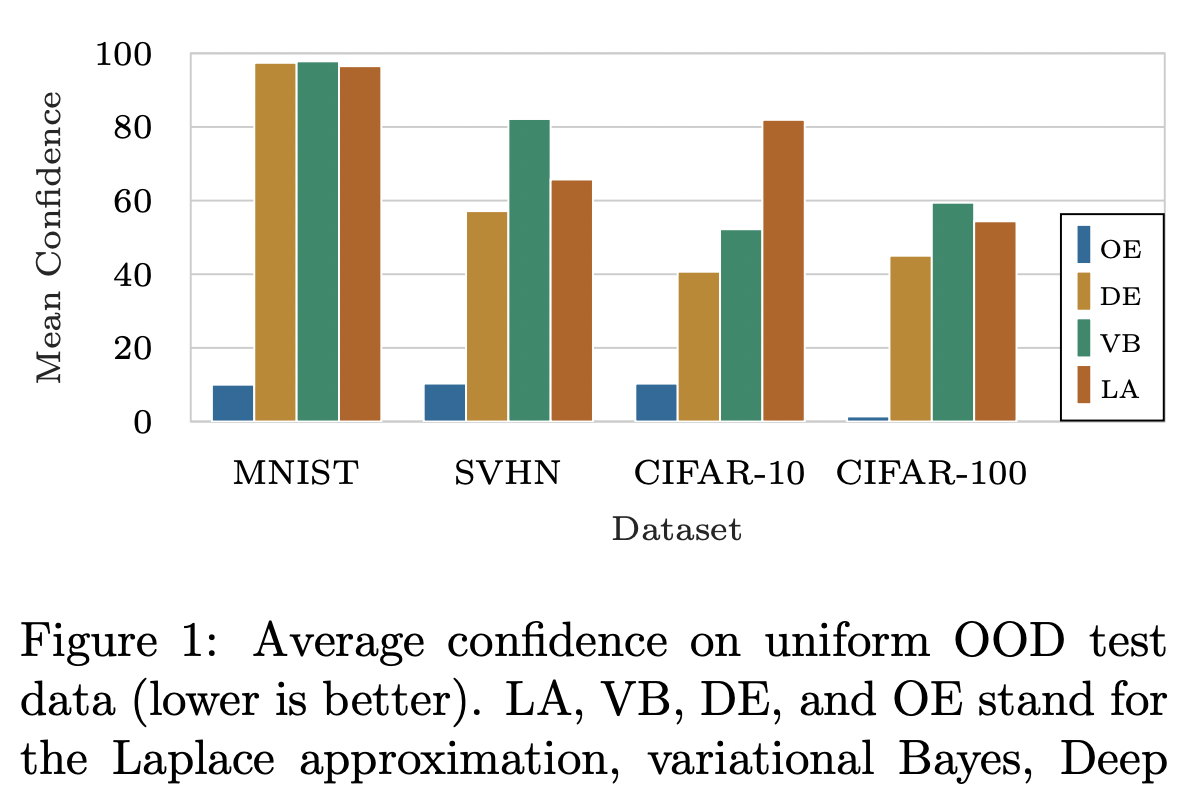 100
80
60
40
20
0
Mean Confidence
OE
DE
VB
LA
MNIST SVHN CIFAR-10 CIFAR-100
Dataset
Figure 1: Average confidence on uniform OOD test
data (lower is better). LA, VB, DE, and OE stand for
the Laplace approximation, variational Bayes, Deep